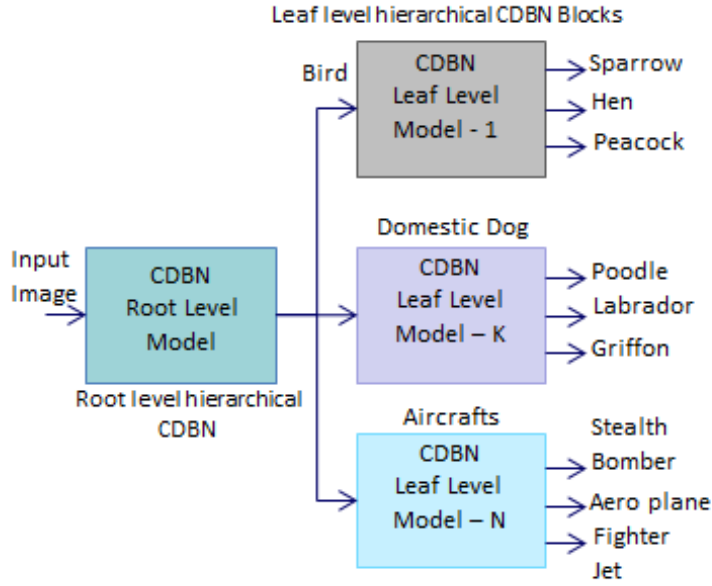 Leaf level hierarchical CDBN Blocks
Bird
CDBN
Leaf Level
Model - 1
Sparrow
Hen
Peacock
Input
Image
CDBN
Root Level
Model
Root level hierarchical
CDBN
Domestic Dog
CDBN
Leaf Level
Model – K
Poodle
Labrador
Griffon
Aircrafts
CDBN
Leaf Level
Model – N
Stealth
Bomber
Aero plane
Fighter
Jet